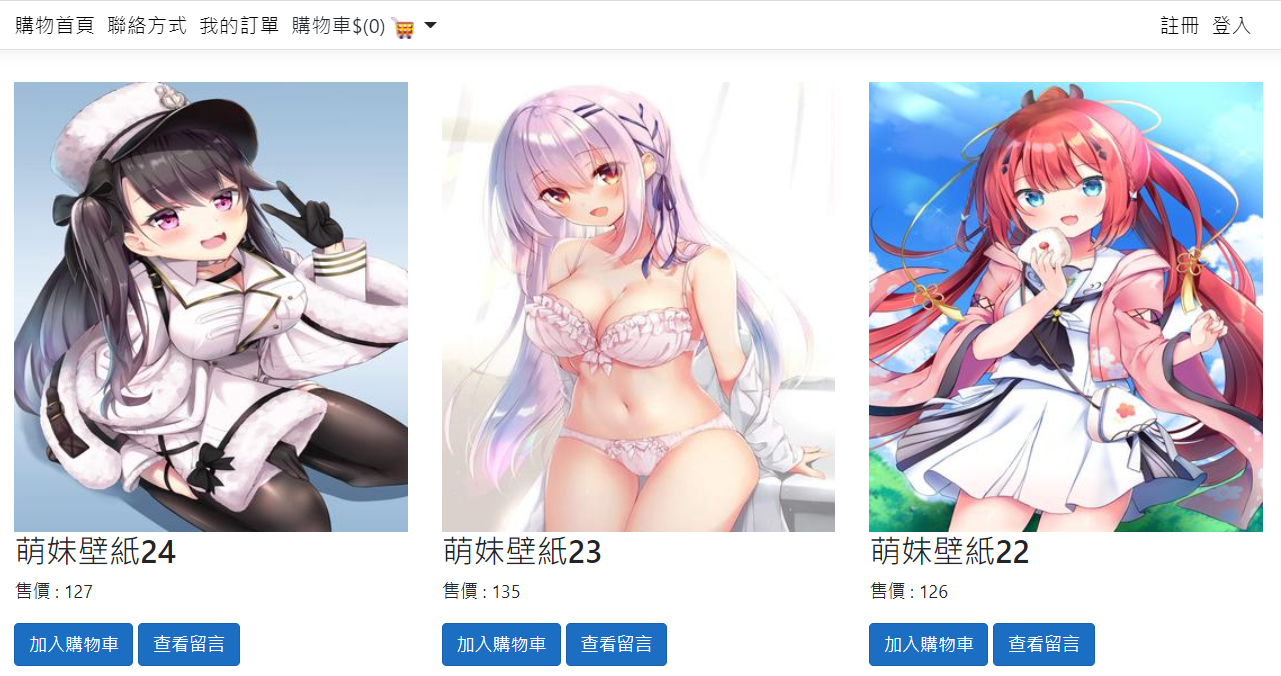 購物首頁 聯絡方式 我的訂單 購物車$(0) 註冊 登入
萌妹壁紙24 萌妹壁紙23 萌妹壁紙22
售價 : 127 售價 : 135 售價 : 126
加入購物車 查看留言 加入購物車 查看留言 加入購物車 查看留言